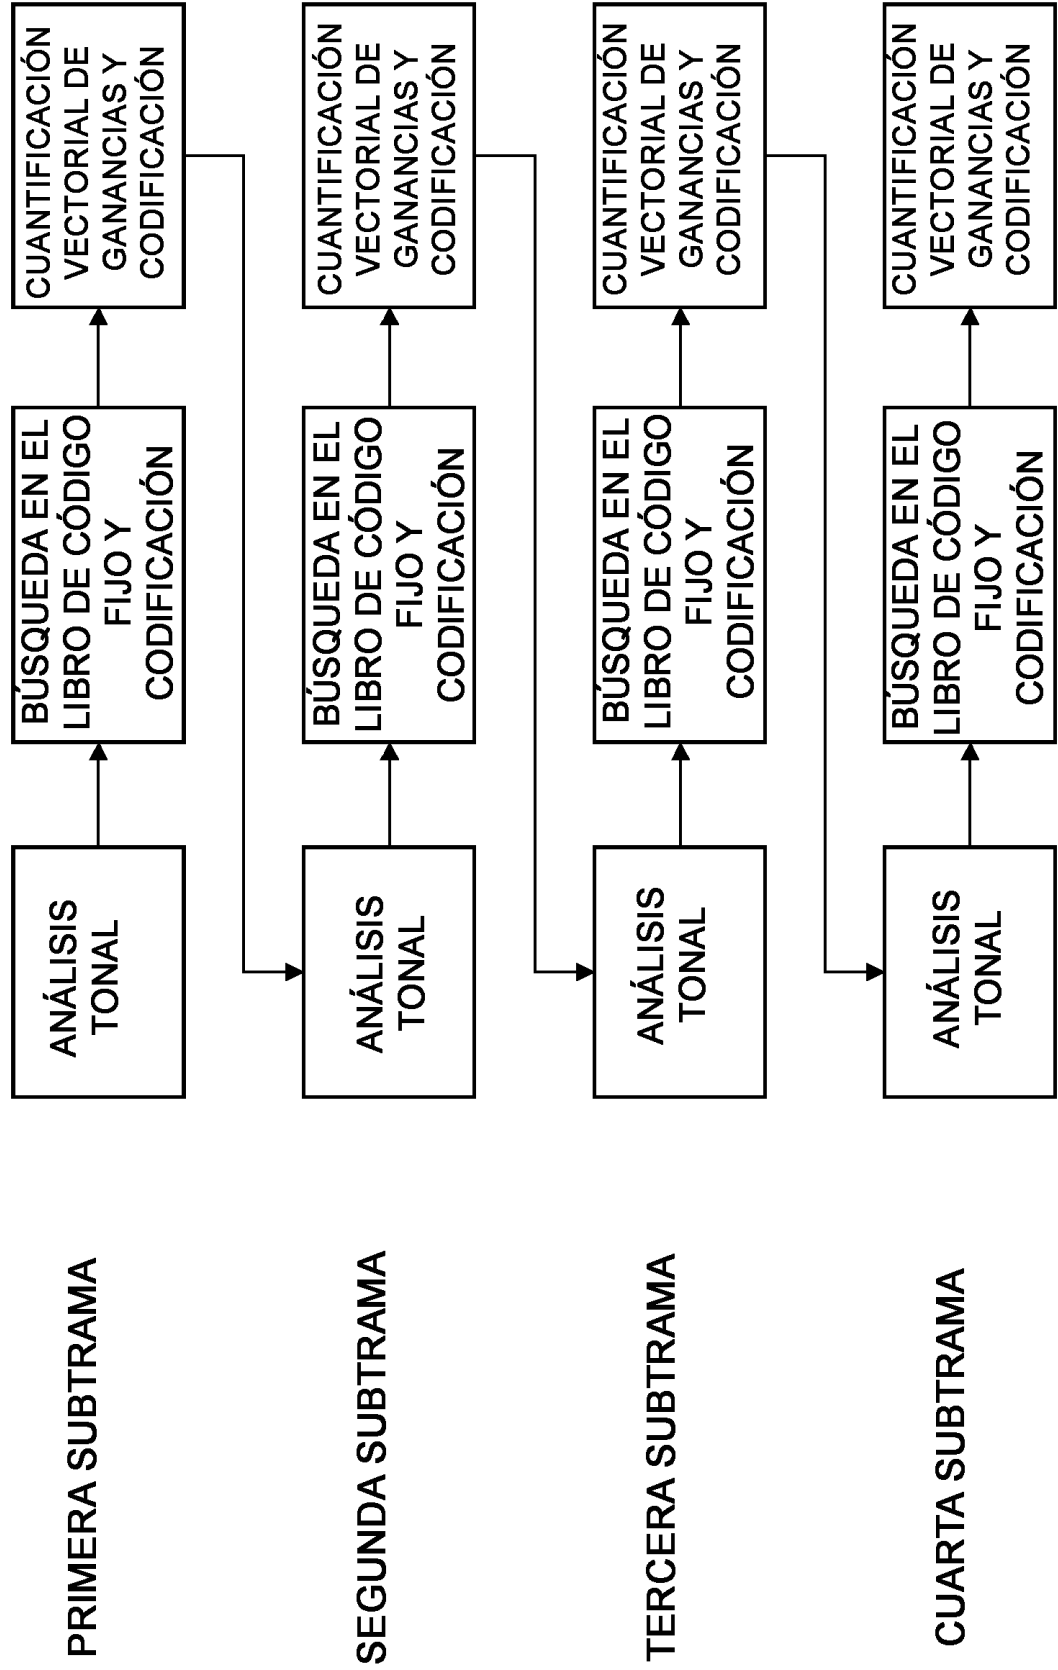 PRIMERA SUBTRAMA
ANÁLISIS
TONAL
BÚSQUEDA EN EL
LIBRO DE CÓDIGO
FIJO Y
CODIFICACIÓN
CUANTIFICACIÓN
VECTORIAL DE
GANANCIAS Y
CODIFICACIÓN
SEGUNDA SUBTRAMA
ANÁLISIS
TONAL
BÚSQUEDA EN EL
LIBRO DE CÓDIGO
FIJO Y
CODIFICACIÓN
CUANTIFICACIÓN
VECTORIAL DE
GANANCIAS Y
CODIFICACIÓN
TERCERA SUBTRAMA
ANÁLISIS
TONAL
BÚSQUEDA EN EL
LIBRO DE CÓDIGO
FIJO Y
CODIFICACIÓN
CUANTIFICACIÓN
VECTORIAL DE
GANANCIAS Y
CODIFICACIÓN
CUARTA SUBTRAMA
ANÁLISIS
TONAL
BÚSQUEDA EN EL
LIBRO DE CÓDIGO
FIJO Y
CODIFICACIÓN
CUANTIFICACIÓN
VECTORIAL DE
GANANCIAS Y
CODIFICACIÓN